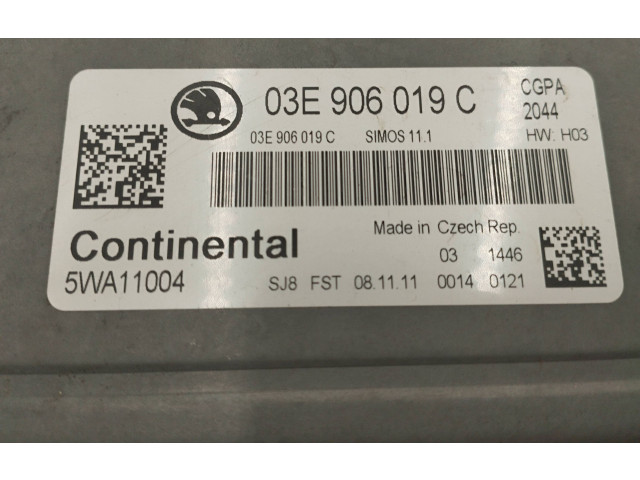 03E 906 019 C
CGPA
2044
03E 906 019 C SIMOS 11.1 HW: H03
Continental
Made in Czech Rep.
03 1446
5WA11004
SJ8 FST 08.11.11 0014 0121